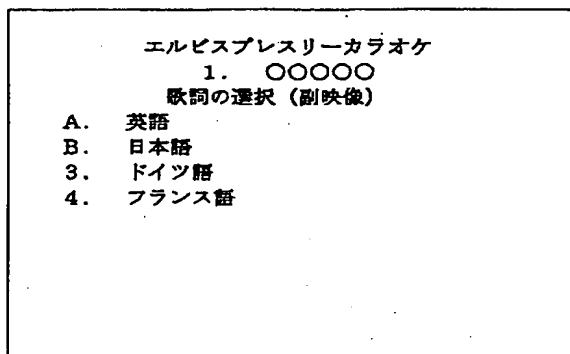 エルビスプレスリーカラオケ
1. ○○○○○
歌詞の選択（副映像）
A. 英語
B. 日本語
3. ドイツ語
4. フランス語